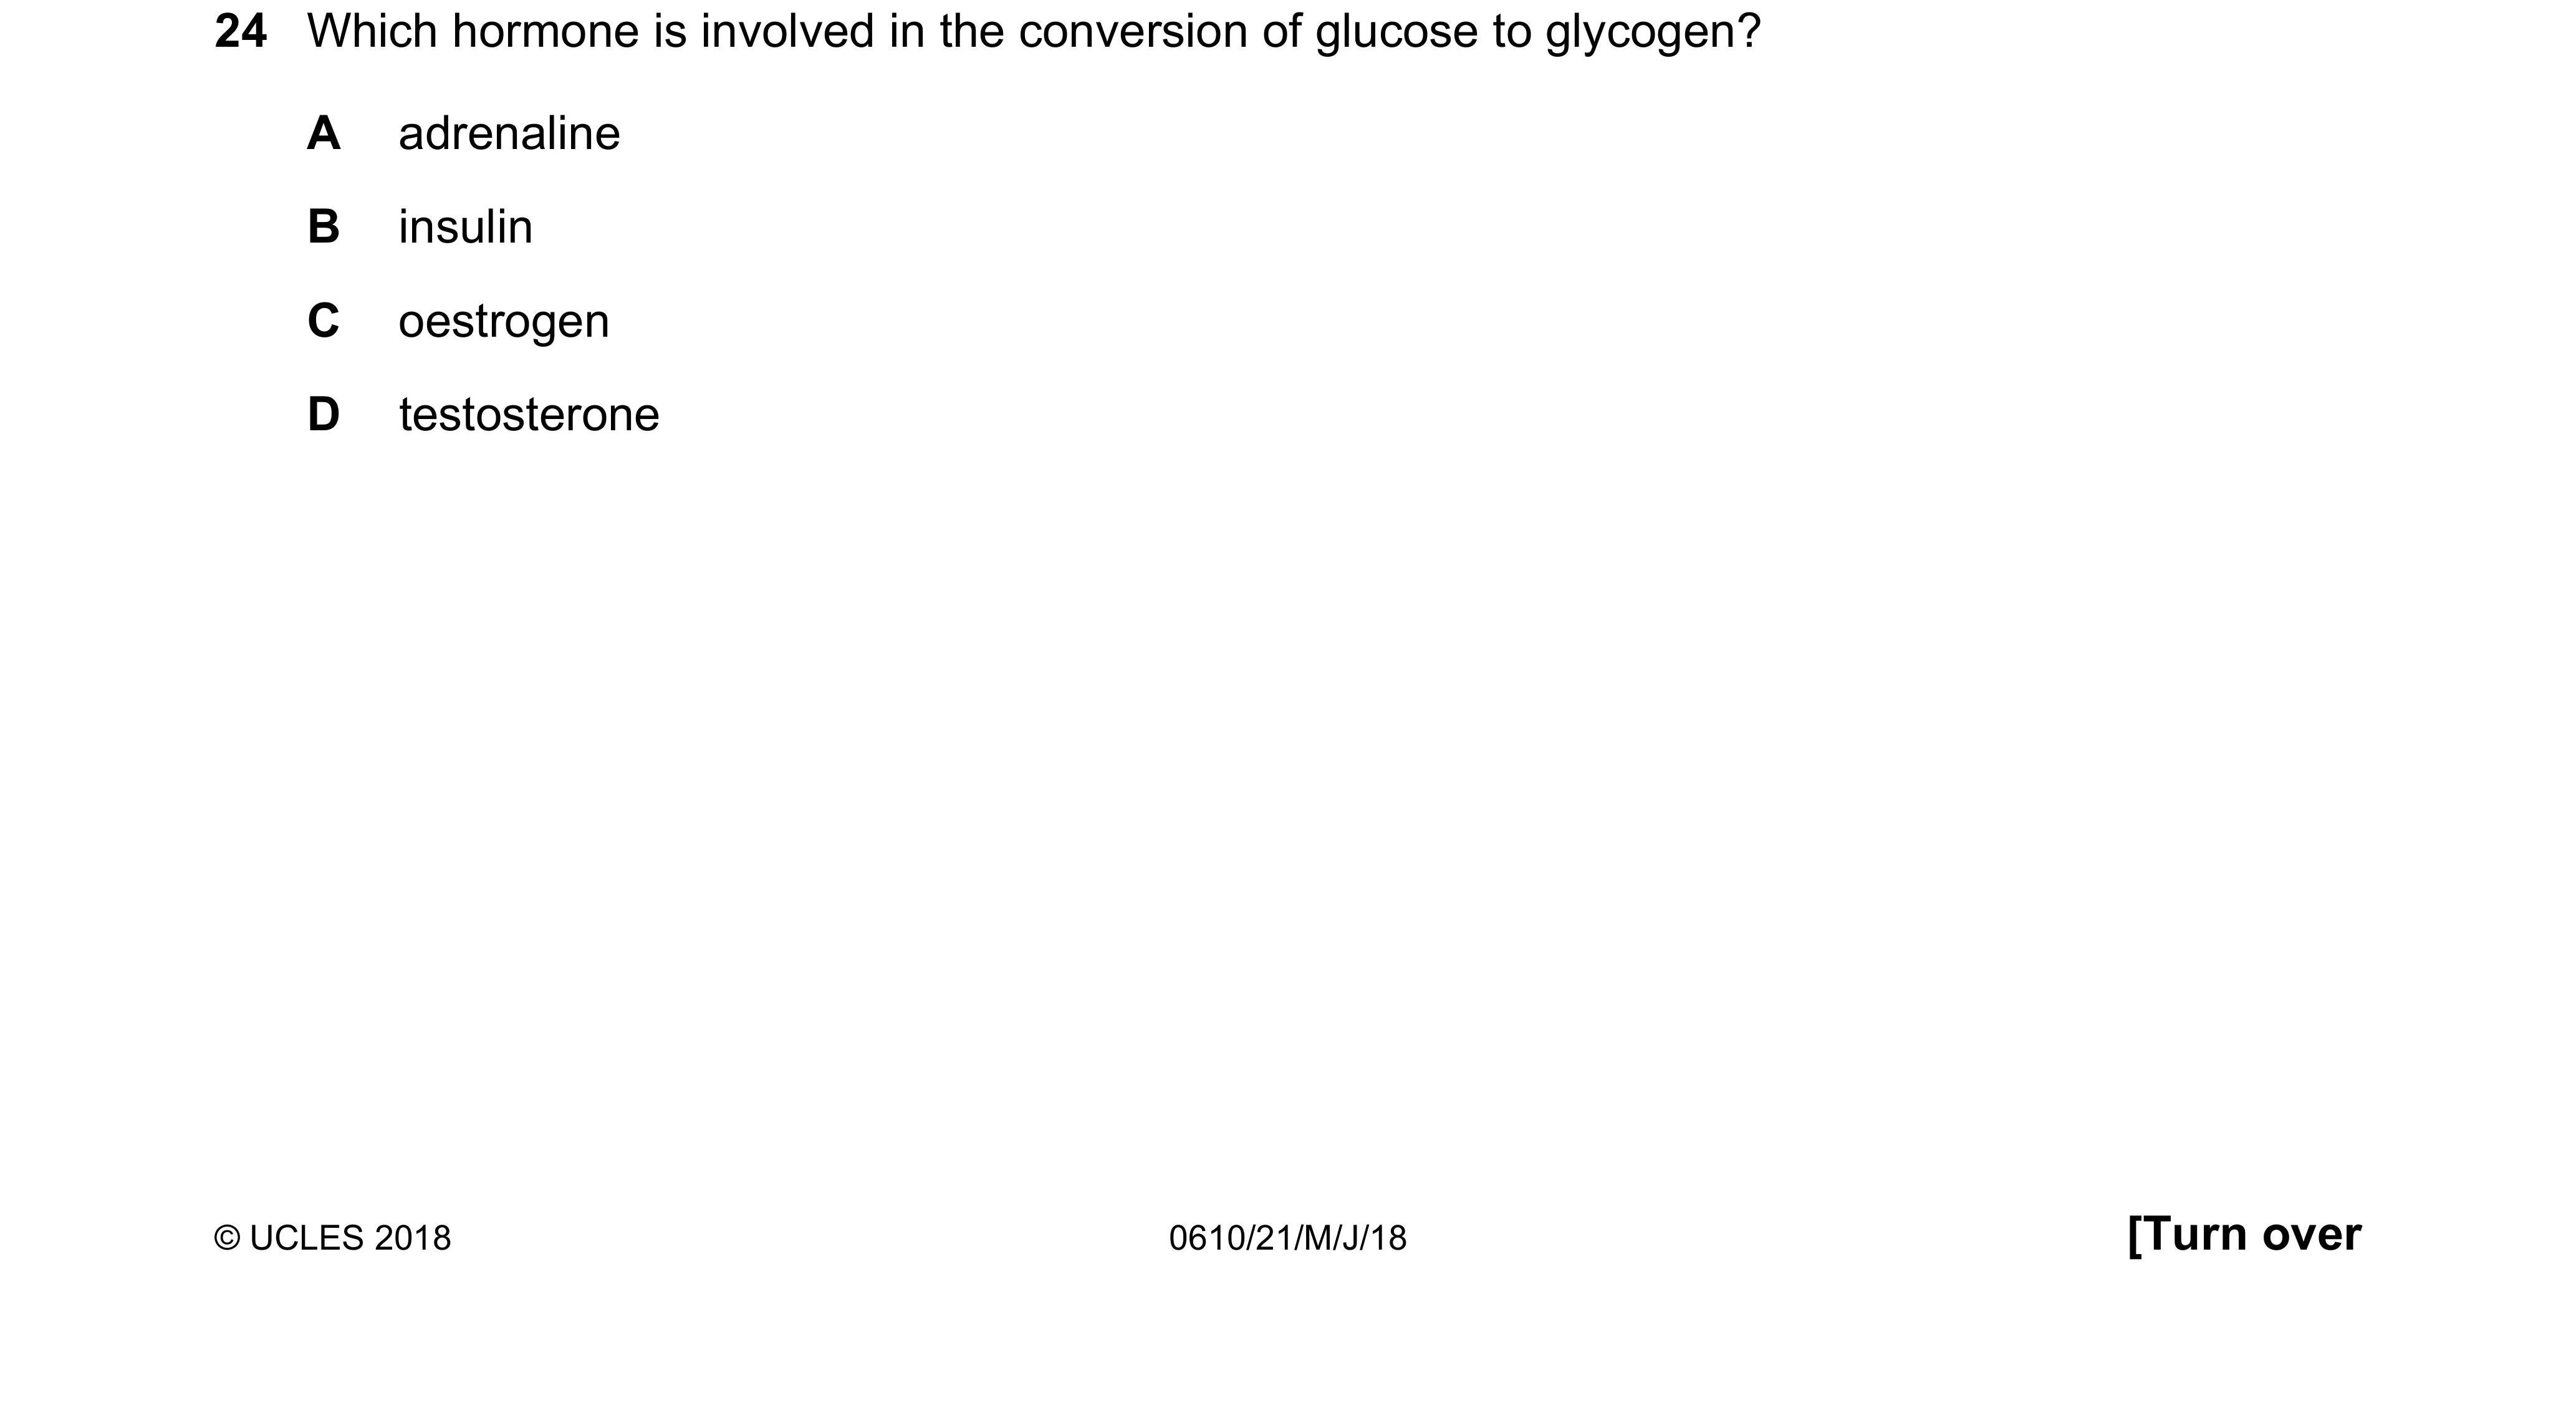 24 Which hormone is involved in the conversion of glucose to glycogen?
A adrenaline
B insulin
C oestrogen
D testosterone
© UCLES 2018 0610/21/M/J/18 [Turn over